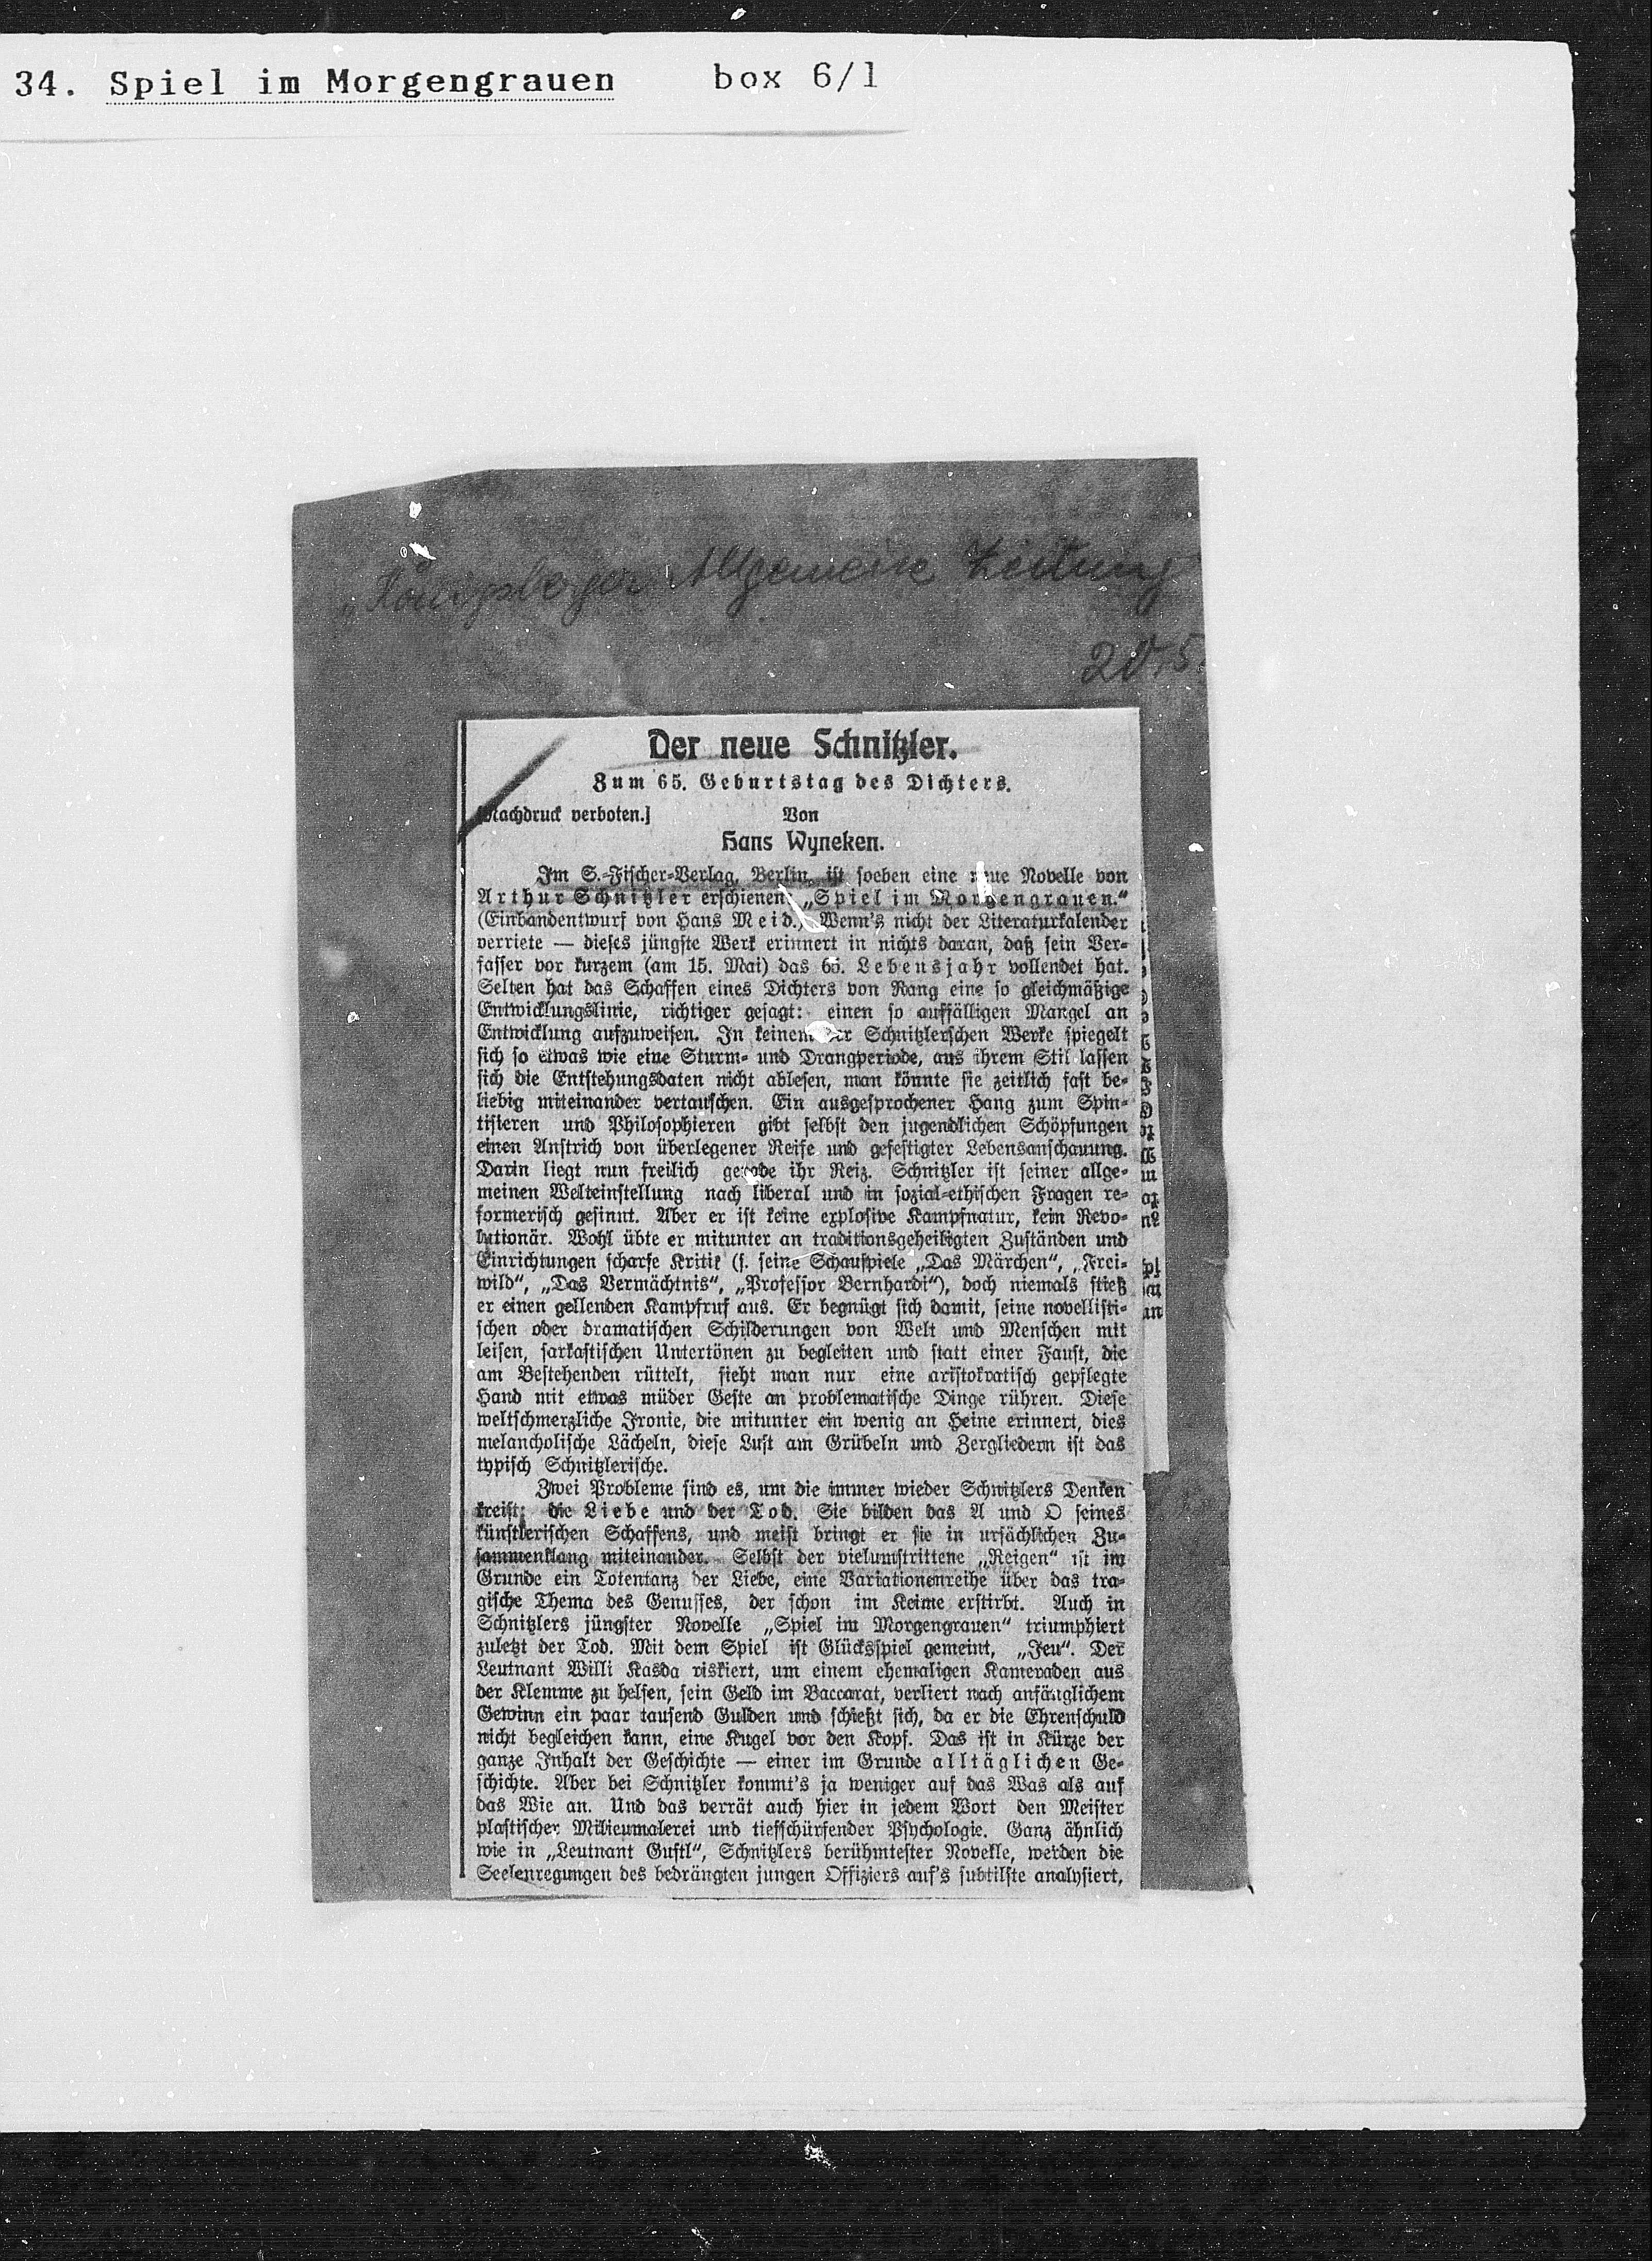 34. Spiel im Morgengrauen box 6/1
„Königsberger Allgemeine Zeitung
20.5.
Der neue Schnitzler.
Zum 65. Geburtstag des Dichters.
[Nachdruck verboten.] Von
Hans Wyneken.
Im S.-Fischer-Verlag, Berlin, ist soeben eine neue Novelle von
Arthur Schnitzler erschienen „Spiel im Morgengrauen.“
(Einbandentwurf von Hans Meid.) Wenn's nicht der Literaturkalender
verriete — dieses jüngste Werk erinnert in nichts daran, daß sein Ver-
fasser vor kurzem (am 15. Mai) das 65. Lebensjahr vollendet hat.
Selten hat das Schaffen eines Dichters von Rang eine so gleichmäßige
Entwicklungslinie, richtiger gesagt: einen so auffälligen Mangel an
Entwicklung aufzuweisen. In keinem der Schnitzlerschen Werke spiegelt
sich so etwas wie eine Sturm- und Drangperiode, aus ihrem Stil lassen
sich die Entstehungsdaten nicht ablesen, man könnte sie zeitlich fast be-
liebig miteinander vertauschen. Ein ausgesprochener Hang zum Spin-
tisieren und Philosophieren gibt selbst den jugendlichen Schöpfungen
einen Anstrich von überlegener Reife und gefestigter Lebensanschauung.
Darin liegt nun freilich gerade ihr Reiz. Schnitzler ist seiner allge-
meinen Welteinstellung nach liberal und in sozial-ethischen Fragen re-
formerisch gesinnt. Aber er ist keine explosive Kampfnatur, kein Revo-
lutionär. Wohl übte er mitunter an traditionsgeheiligten Zuständen und
Einrichtungen scharfe Kritik (s. seine Schauspiele „Das Märchen“, „Frei-
wild“, „Das Vermächtnis“, „Professor Bernhardi“), doch niemals stieß
er einen gellenden Kampfruf aus. Er begnügt sich damit, seine novellisti-
schen oder dramatischen Schilderungen von Welt und Menschen mit
leisen, sarkastischen Untertönen zu begleiten und statt einer Faust, die
am Bestehenden rüttelt, sieht man nur eine aristokratisch gepflegte
Hand mit etwas müder Geste an problematische Dinge rühren. Diese
weltschmerzliche Ironie, die mitunter ein wenig an Heine erinnert, dies
melancholische Lächeln, diese Lust am Grübeln und Zergliedern ist das
typisch Schnitzlerische.
Zwei Probleme sind es, um die immer wieder Schnitzlers Denken
kreist: die Liebe und der Tod. Sie bilden das A und O seines
künstlerischen Schaffens, und meist bringt er sie in ursächlichen Zu-
sammenklang miteinander. Selbst der vielumstrittene „Reigen“ ist im
Grunde ein Totentanz der Liebe, eine Variationenreihe über das tra-
gische Thema des Genusses, der schon im Keime erstirbt. Auch in
Schnitzlers jüngster Novelle „Spiel im Morgengrauen“ triumphiert
zuletzt der Tod. Mit dem Spiel ist Glücksspiel gemeint, „Jeu“. Der
Leutnant Willi Kasda riskiert, um einem ehemaligen Kameraden aus
der Klemme zu helfen, sein Geld im Baccarat, verliert nach anfänglichem
Gewinn ein paar tausend Gulden und schießt sich, da er die Ehrenschuld
nicht begleichen kann, eine Kugel vor den Kopf. Das ist in Kürze der
ganze Inhalt der Geschichte — einer im Grunde alltäglichen Ge-
schichte. Aber bei Schnitzler kommt's ja weniger auf das Was als auf
das Wie an. Und das verrät auch hier in jedem Wort den Meister
plastischer Milieumalerei und tiefschürfender Psychologie. Ganz ähnlich
wie in „Leutnant Gustl“, Schnitzlers berühmtester Novelle, werden die
Seelenregungen des bedrängten jungen Offiziers auf's subtilste analysiert,